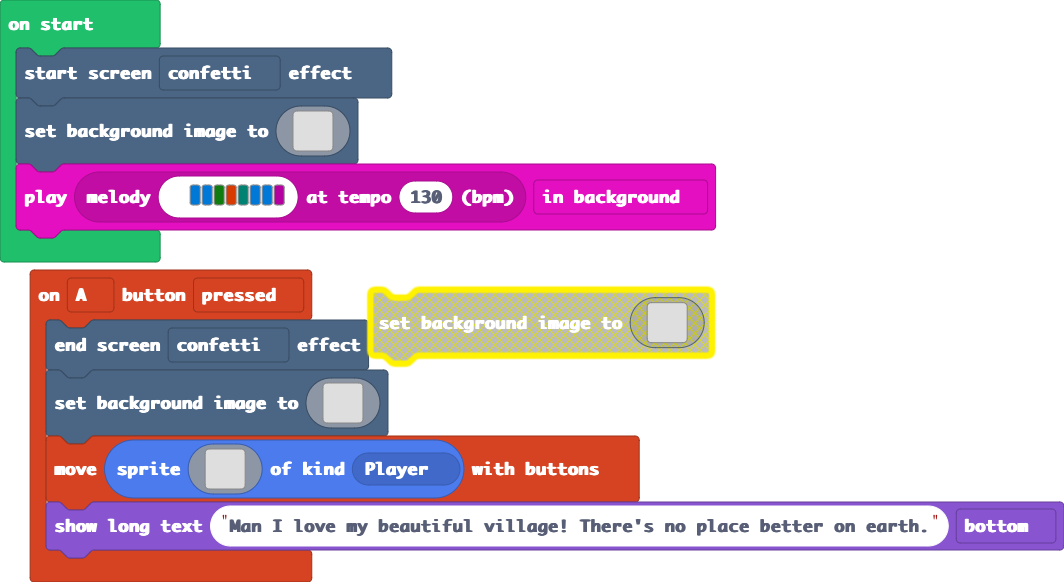 on start
start screen confetti effect
set background image to
play melody at tempo 130 (bpm) in background
on A button pressed
set background image to
end screen confetti effect
set background image to
move sprite of kind Player with buttons
show long text "Man I love my beautiful village! There's no place better on earth." bottom